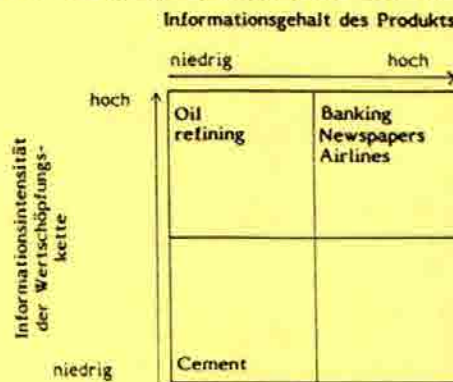 Informationsgehalt des Produkts
niedrig hoch
hoch
Oil
refining
Banking
Newspapers
Airlines
Informationsintensität
der Wertschöpfungs-
kette
niedrig
Cement